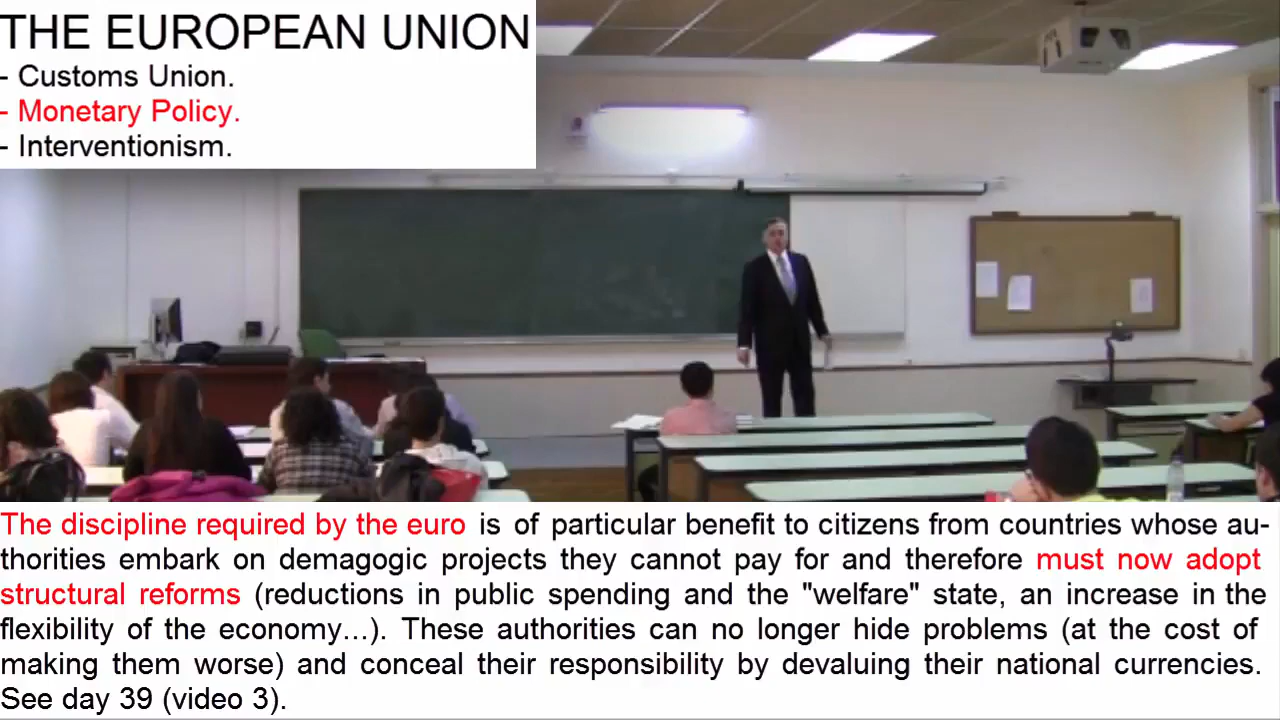 THE EUROPEAN UNION
- Customs Union.
- Monetary Policy.
- Interventionism.
The discipline required by the euro is of particular benefit to citizens from countries whose au-
thorities embark on demagogic projects they cannot pay for and therefore must now adopt
structural reforms (reductions in public spending and the "welfare" state, an increase in the
flexibility of the economy...). These authorities can no longer hide problems (at the cost of
making them worse) and conceal their responsibility by devaluing their national currencies.
See day 39 (video 3).